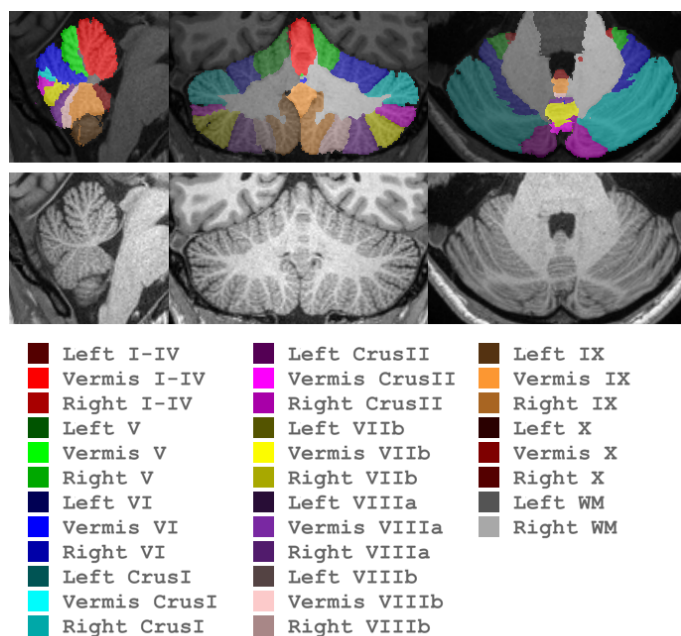 Left I-IV
Vermis I-IV
Right I-IV
Left V
Vermis V
Right V
Left VI
Vermis VI
Right VI
Left CrusI
Vermis CrusI
Right CrusI
Left CrusII
Vermis CrusII
Right CrusII
Left VIIb
Vermis VIIb
Right VIIb
Left VIIIa
Vermis VIIIa
Right VIIIa
Left VIIIb
Vermis VIIIb
Right VIIIb
Left IX
Vermis IX
Right IX
Left X
Vermis X
Right X
Left WM
Right WM